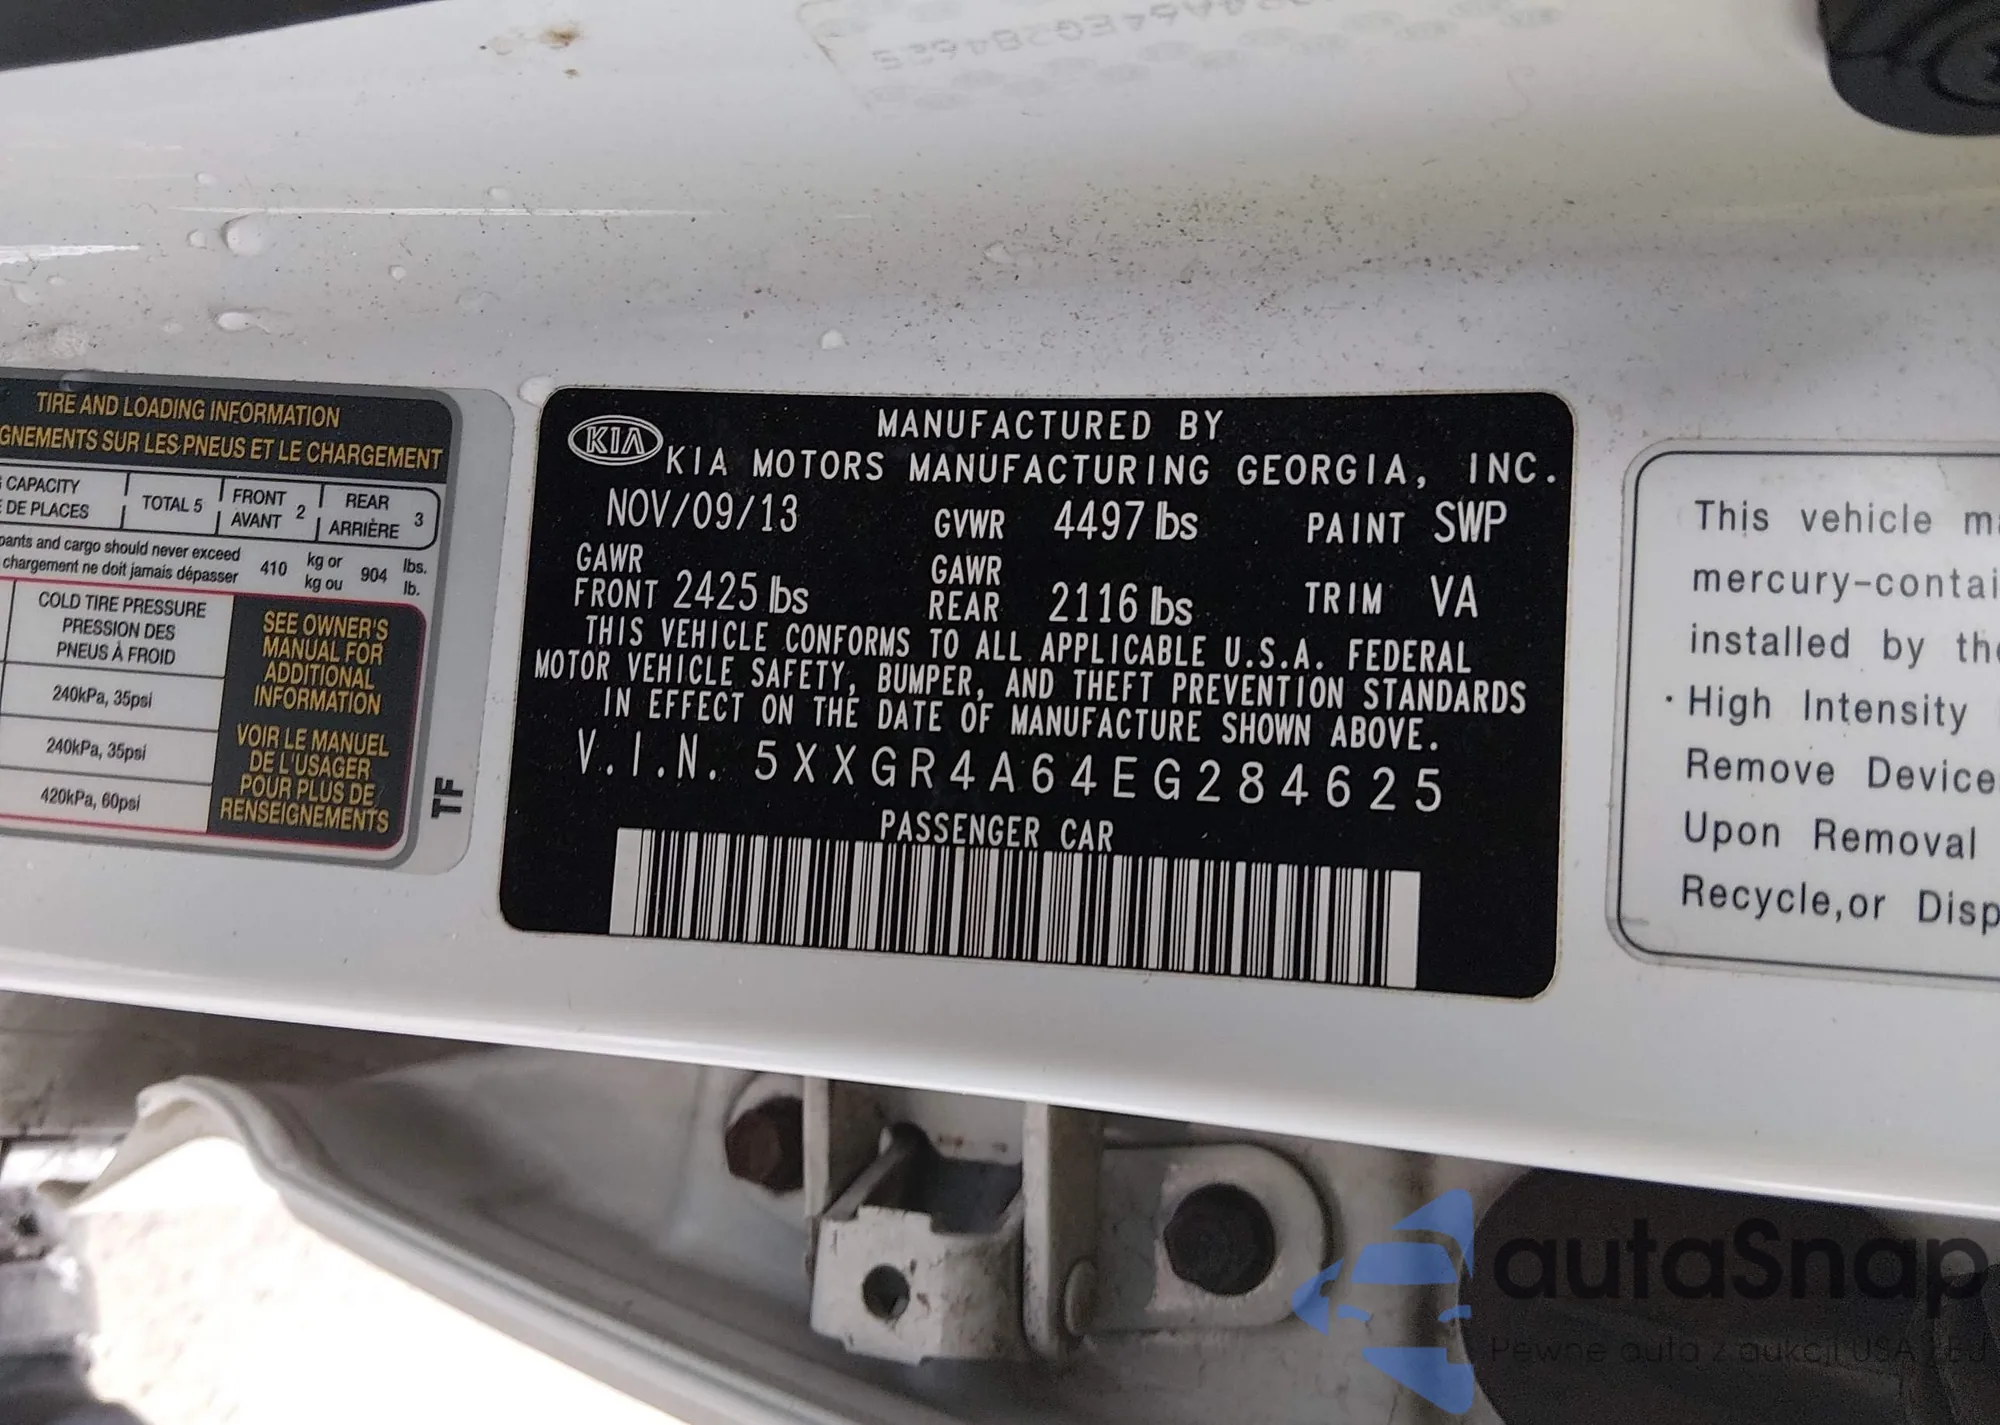 TIRE AND LOADING INFORMATION
GNEMENTS SUR LES PNEUS ET LE CHARGEMENT
CAPACITY
DE PLACES
TOTAL 5
FRONT
AVANT
2
REAR
ARRIÈRE
3
pants and cargo should never exceed
chargement ne doit jamais dépasser
410
kg or
kg ou
904
lbs.
lb.
COLD TIRE PRESSURE
PRESSION DES
PNEUS À FROID
240kPa, 35psi
240kPa, 35psi
420kPa, 60psi
SEE OWNER'S
MANUAL FOR
ADDITIONAL
INFORMATION
VOIR LE MANUEL
DE L'USAGER
POUR PLUS DE
RENSEIGNEMENTS
TF
KIA
MANUFACTURED BY
KIA MOTORS MANUFACTURING GEORGIA, INC.
NOV/09/13 GVWR 4497 lbs PAINT SWP
GAWR FRONT 2425 lbs GAWR REAR 2116 lbs TRIM VA
THIS VEHICLE CONFORMS TO ALL APPLICABLE U.S.A. FEDERAL
MOTOR VEHICLE SAFETY, BUMPER, AND THEFT PREVENTION STANDARDS
IN EFFECT ON THE DATE OF MANUFACTURE SHOWN ABOVE.
V.I.N. 5XXGR4A64EG284625
PASSENGER CAR
This vehicle ma
mercury-contai
installed by the
·High Intensity
Remove Device
Upon Removal
Recycle,or Disp
autaSnap
Pewne auta z aukcji USA i EU